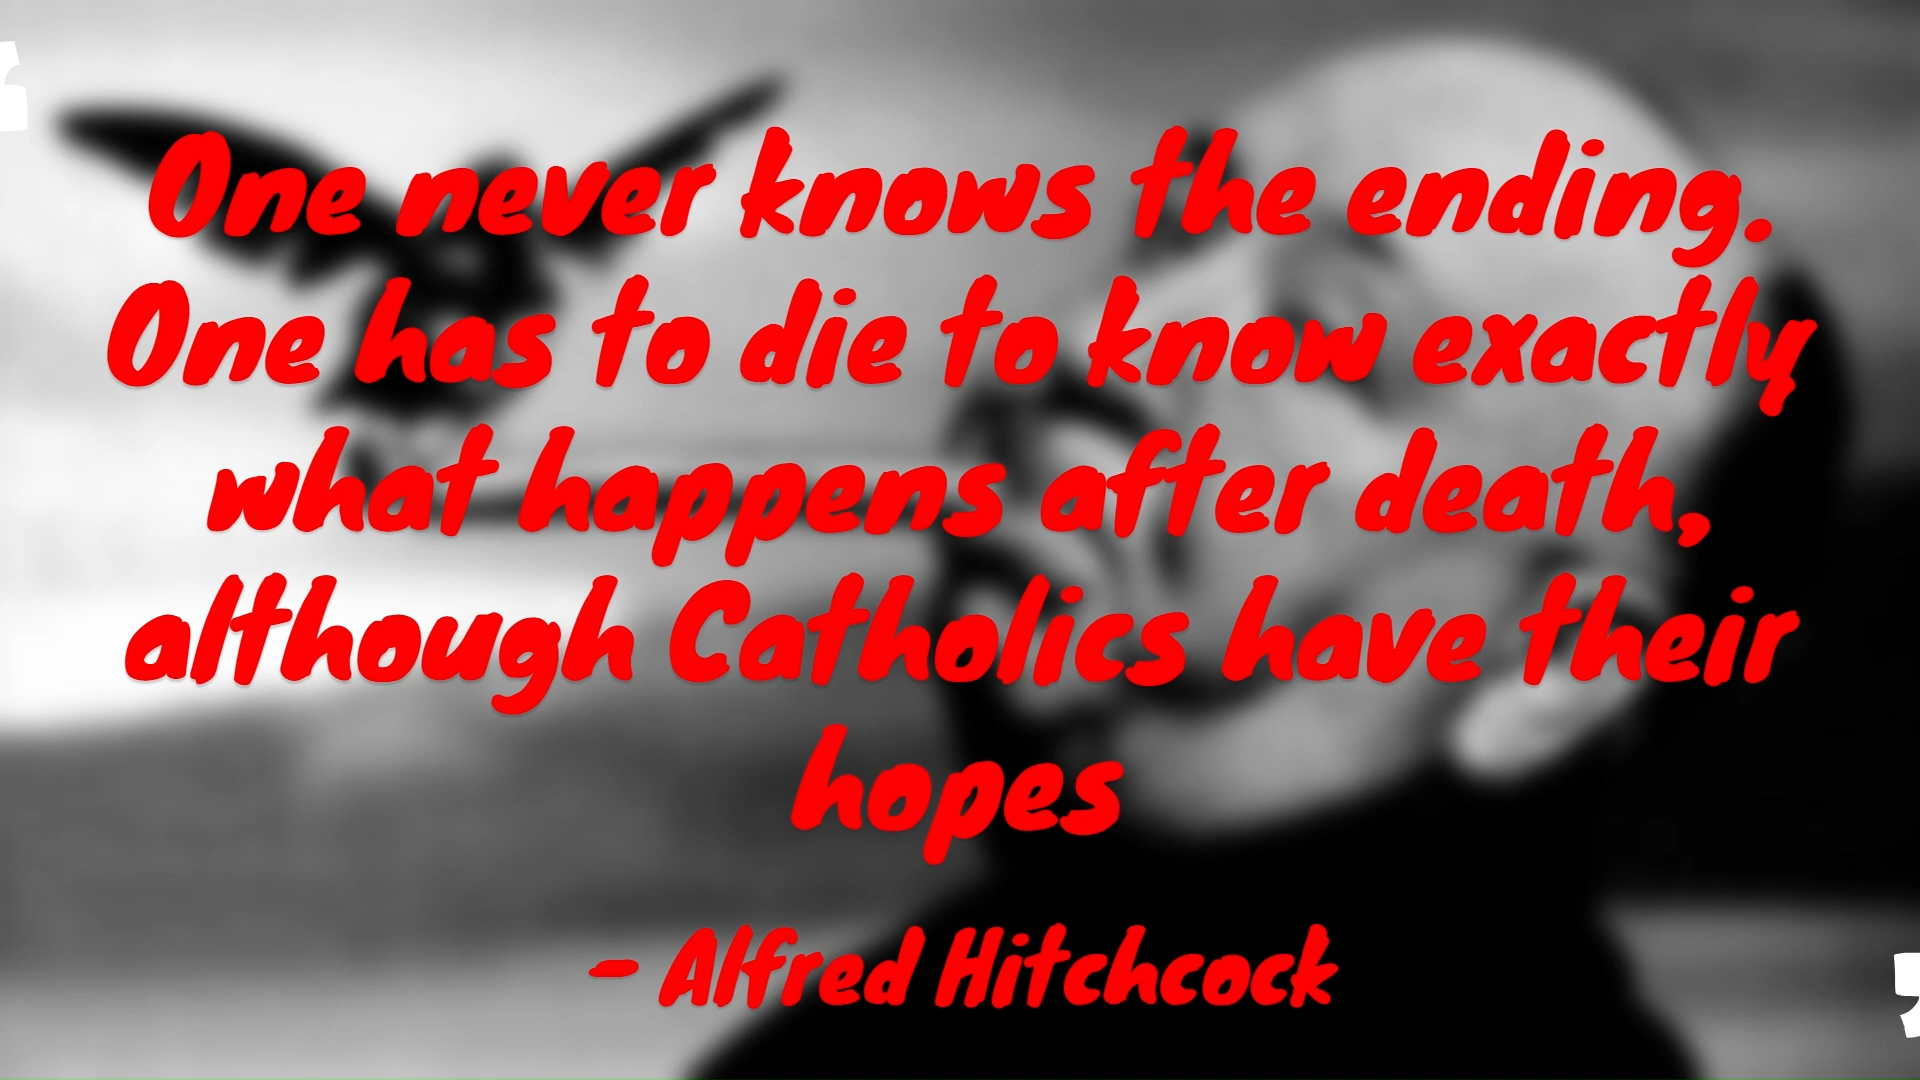 One never knows the ending.
One has to die to know exactly
what happens after death,
although Catholics have their
hopes
- Alfred Hitchcock